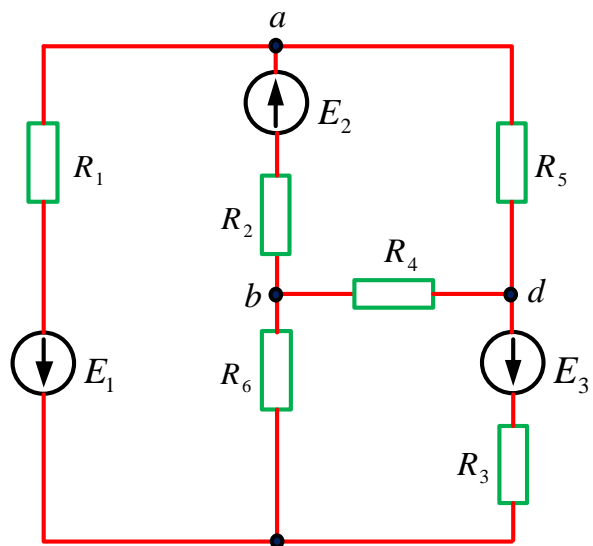 a
E₂
R₁
R₅
R₂
R₄
b
d
E₁
R₆
E₃
R₃